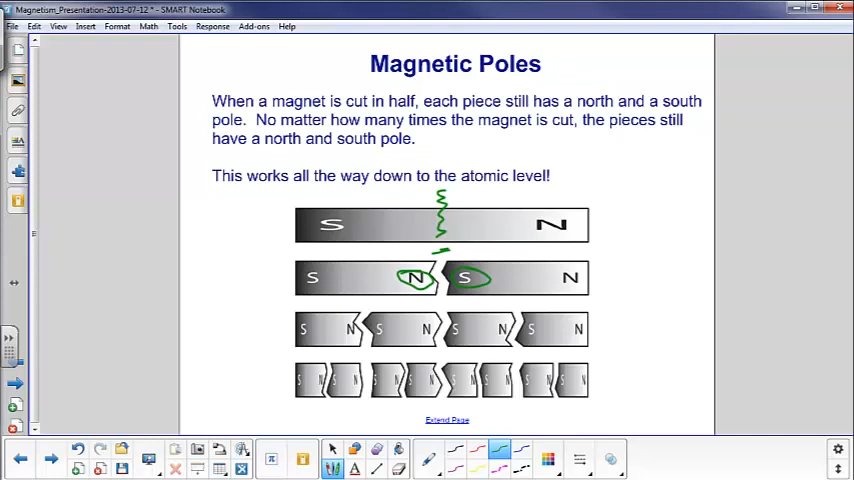 Magnetism_Presentation-2013-07-12 * - SMART Notebook
File Edit View Insert Format Math Tools Response Add-ons Help
Magnetic Poles
When a magnet is cut in half, each piece still has a north and a south
pole. No matter how many times the magnet is cut, the pieces still
have a north and south pole.
This works all the way down to the atomic level!
S N
S N S N
S N S N S N S N
S N S N S N S N S N S N S N S N
Extend Page